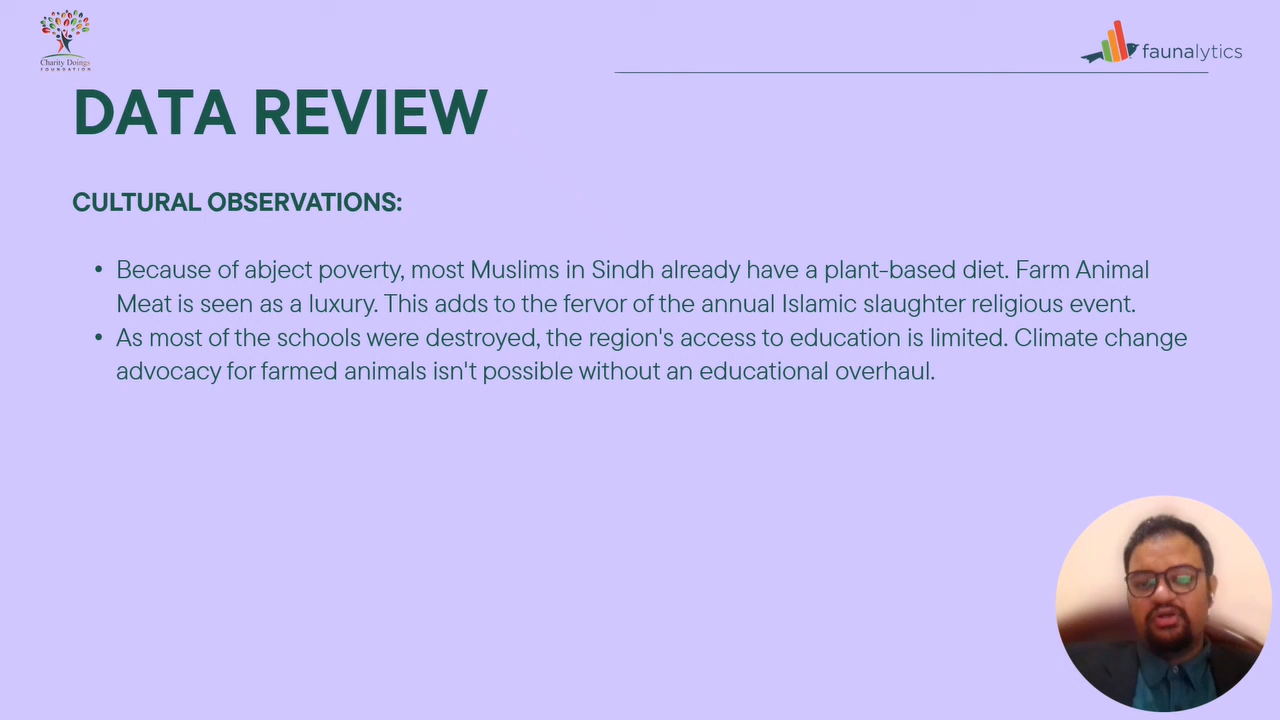 Charity Doings
FOUNDATION
faunalytics
DATA REVIEW
CULTURAL OBSERVATIONS:
• Because of abject poverty, most Muslims in Sindh already have a plant-based diet. Farm Animal
Meat is seen as a luxury. This adds to the fervor of the annual Islamic slaughter religious event.
• As most of the schools were destroyed, the region's access to education is limited. Climate change
advocacy for farmed animals isn't possible without an educational overhaul.